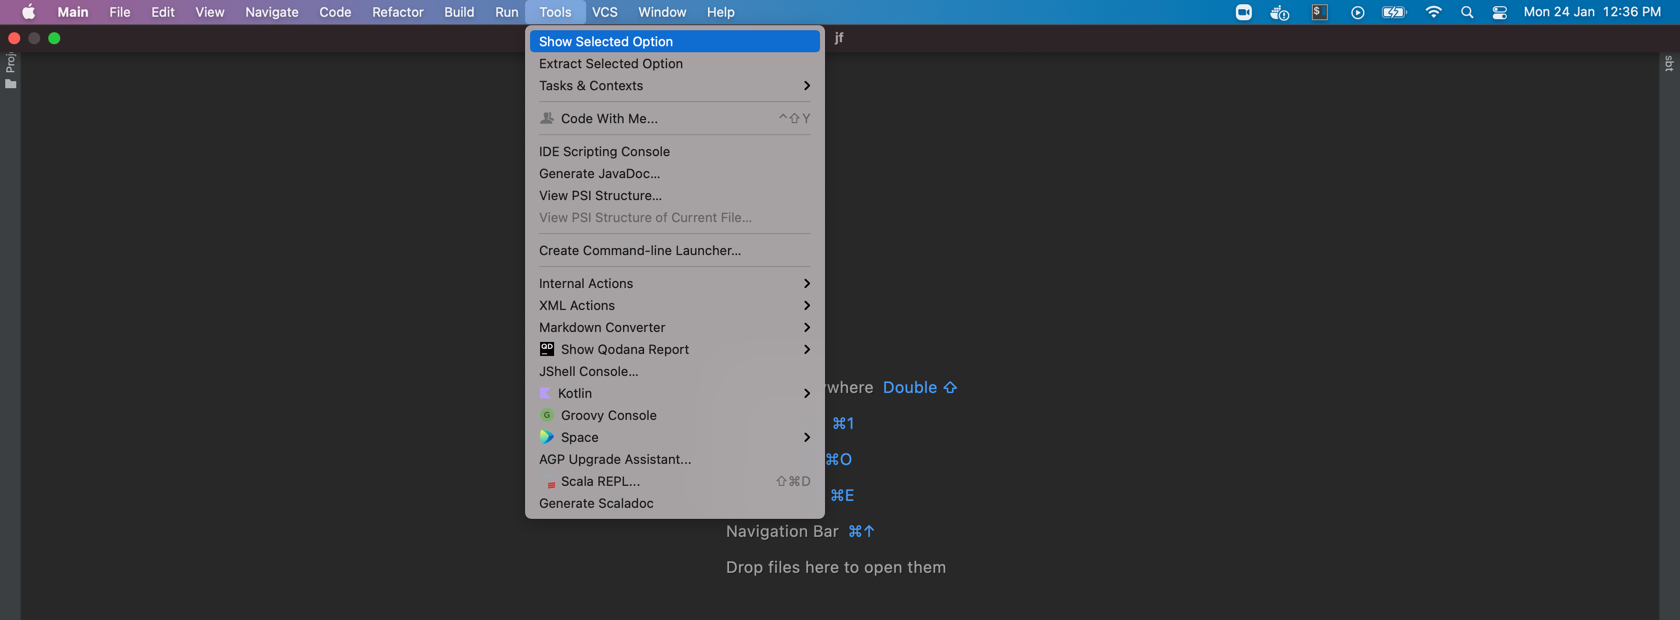 Main File Edit View Navigate Code Refactor Build Run Tools VCS Window Help Mon 24 Jan 12:36 PM
jf
Show Selected Option
Extract Selected Option
Tasks & Contexts
Code With Me... ^⇧Y
IDE Scripting Console
Generate JavaDoc...
View PSI Structure...
View PSI Structure of Current File...
Create Command-line Launcher...
Internal Actions
XML Actions
Markdown Converter
QD Show Qodana Report
JShell Console...
Kotlin
G Groovy Console
Space
AGP Upgrade Assistant...
Scala REPL... ⇧⌘D
Generate Scaladoc
Double ⇧
⌘1
⌘O
⌘E
Navigation Bar ⌘↑
Drop files here to open them
sbt